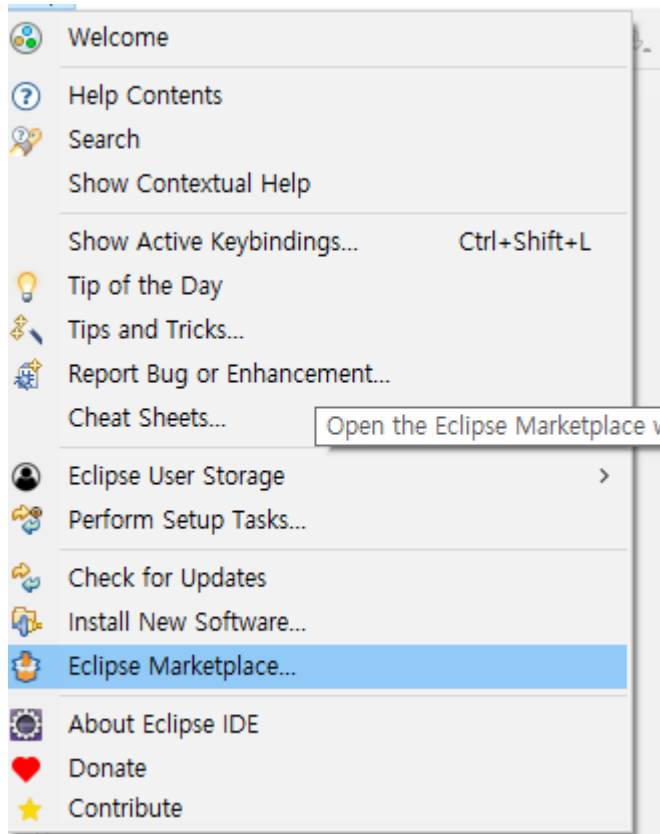 Welcome
Help Contents
Search
Show Contextual Help
Show Active Keybindings... Ctrl+Shift+L
Tip of the Day
Tips and Tricks...
Report Bug or Enhancement...
Cheat Sheets...
Open the Eclipse Marketplace
Eclipse User Storage
Perform Setup Tasks...
Check for Updates
Install New Software...
Eclipse Marketplace...
About Eclipse IDE
Donate
Contribute